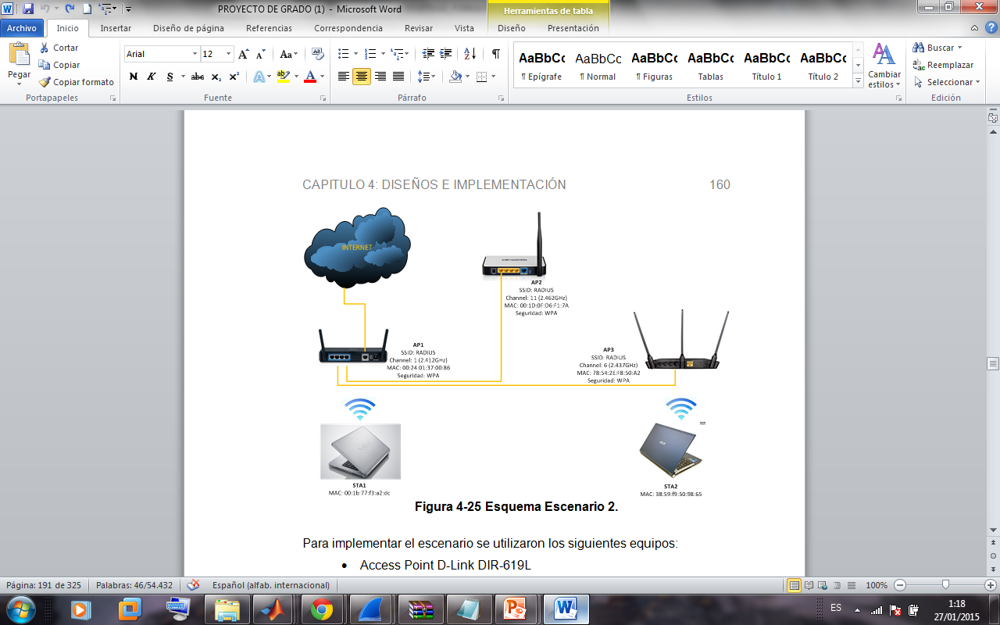 PROYECTO DE GRADO (1) - Microsoft Word
Herramientas de tabla
Archivo Inicio Insertar Diseño de página Referencias Correspondencia Revisar Vista Diseño Presentación
Pegar
Cortar
Copiar
Copiar formato
Portapapeles
Arial 12
N K S abc x₂ x²
Fuente
Párrafo
AaBbCc AaBbCc AaBbCc AaBbCc AaBbCc AaBbCc
¶ Epígrafe ¶ Normal ¶ Figuras Tablas Título 1 Título 2
Estilos
Cambiar estilos
Buscar
Reemplazar
Seleccionar
Edición
CAPITULO 4: DISEÑOS E IMPLEMENTACIÓN 160
INTERNET
AP2
SSID: RADIUS
Channel: 11 (2.462GHz)
MAC: 00:1D:0F:D6:F1:7A
Seguridad: WPA
AP1
SSID: RADIUS
Channel: 1 (2.412GHz)
MAC: 00:24:01:37:00:86
Seguridad: WPA
AP3
SSID: RADIUS
Channel: 6 (2.437GHz)
MAC: 78:54:2E:F8:50:A2
Seguridad: WPA
STA1
MAC: 00:1b:77:f3:a2:dc
STA2
MAC: 38:59:f9:50:98:65
Figura 4-25 Esquema Escenario 2.
Para implementar el escenario se utilizaron los siguientes equipos:
• Access Point D-Link DIR-619L
Página: 191 de 325 Palabras: 46/54.432 Español (alfab. internacional) 100%
ES 1:18
27/01/2015